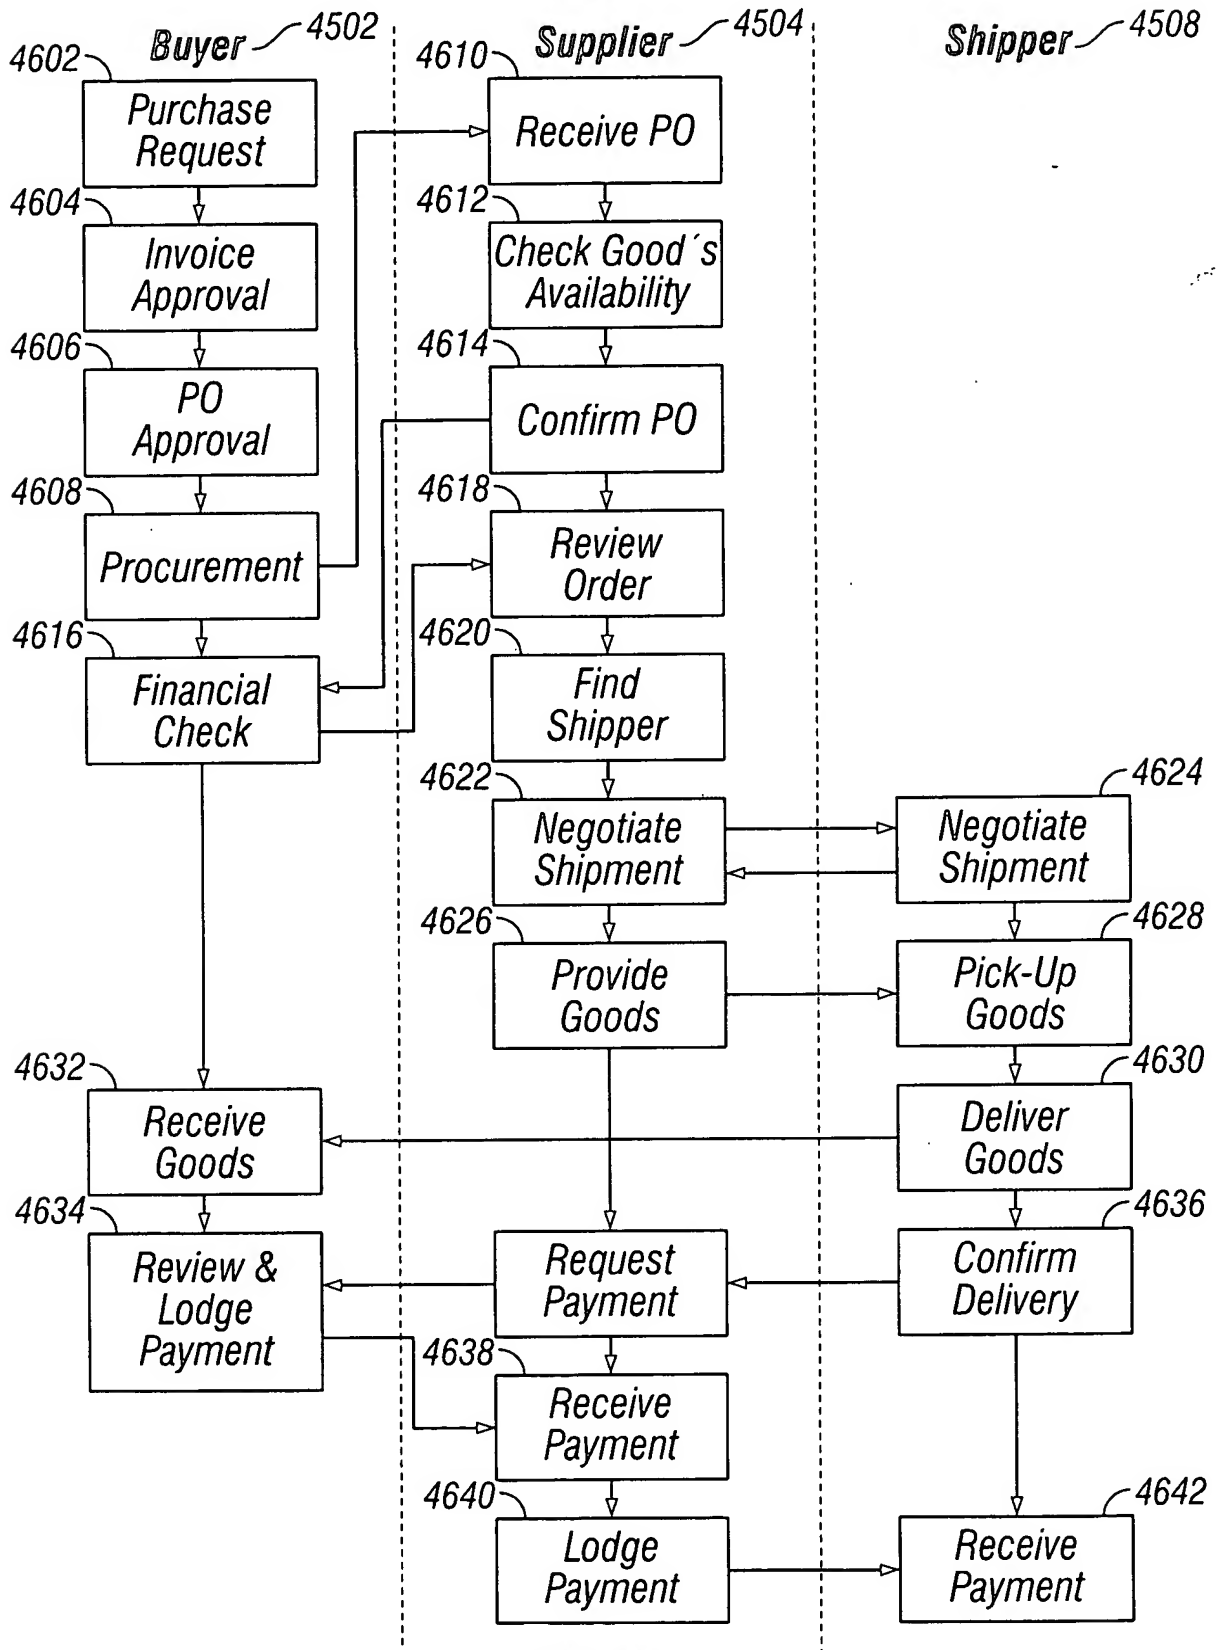 Buyer 4502
Supplier 4504
Shipper 4508
4602
Purchase
Request
4604
Invoice
Approval
4606
PO
Approval
4608
Procurement
4616
Financial
Check
4632
Receive
Goods
4634
Review &
Lodge
Payment
4610
Receive PO
4612
Check Good´s
Availability
4614
Confirm PO
4618
Review
Order
4620
Find
Shipper
4622
Negotiate
Shipment
4626
Provide
Goods
Request
Payment
4638
Receive
Payment
4640
Lodge
Payment
4624
Negotiate
Shipment
4628
Pick-Up
Goods
4630
Deliver
Goods
4636
Confirm
Delivery
4642
Receive
Payment